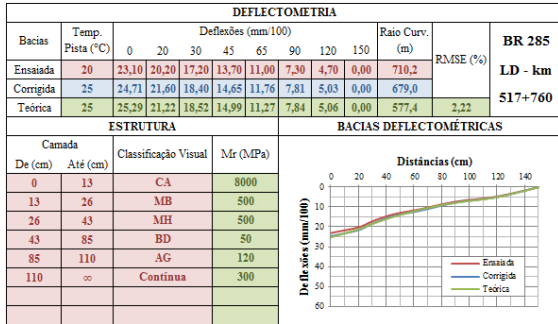 DEFLECTOMETRIA
Bacias Temp. Pista (°C) Deflexões (mm/100) Raio Curv. (m) RMSE (%) BR 285 LD - km 517+760
0 20 30 45 65 90 120 150
Ensaiada 20 23,10 20,20 17,20 13,70 11,00 7,30 4,70 0,00 710,2
Corrigida 25 24,71 21,60 18,40 14,65 11,76 7,81 5,03 0,00 679,0
Teórica 25 25,29 21,22 18,52 14,99 11,27 7,84 5,06 0,00 577,4 2,22
ESTRUTURA
Camada Classificação Visual Mr (MPa)
De (cm) Até (cm)
0 13 CA 8000
13 26 MB 500
26 43 MH 500
43 85 BD 50
85 110 AG 120
110 ∞ Contínua 300
BACIAS DEFLECTOMÉTRICAS
Distâncias (cm)
0 20 40 60 80 100 120 140
Deflexões (mm/100)
0
10
20
30
40
50
60
Ensaiada
Corrigida
Teórica